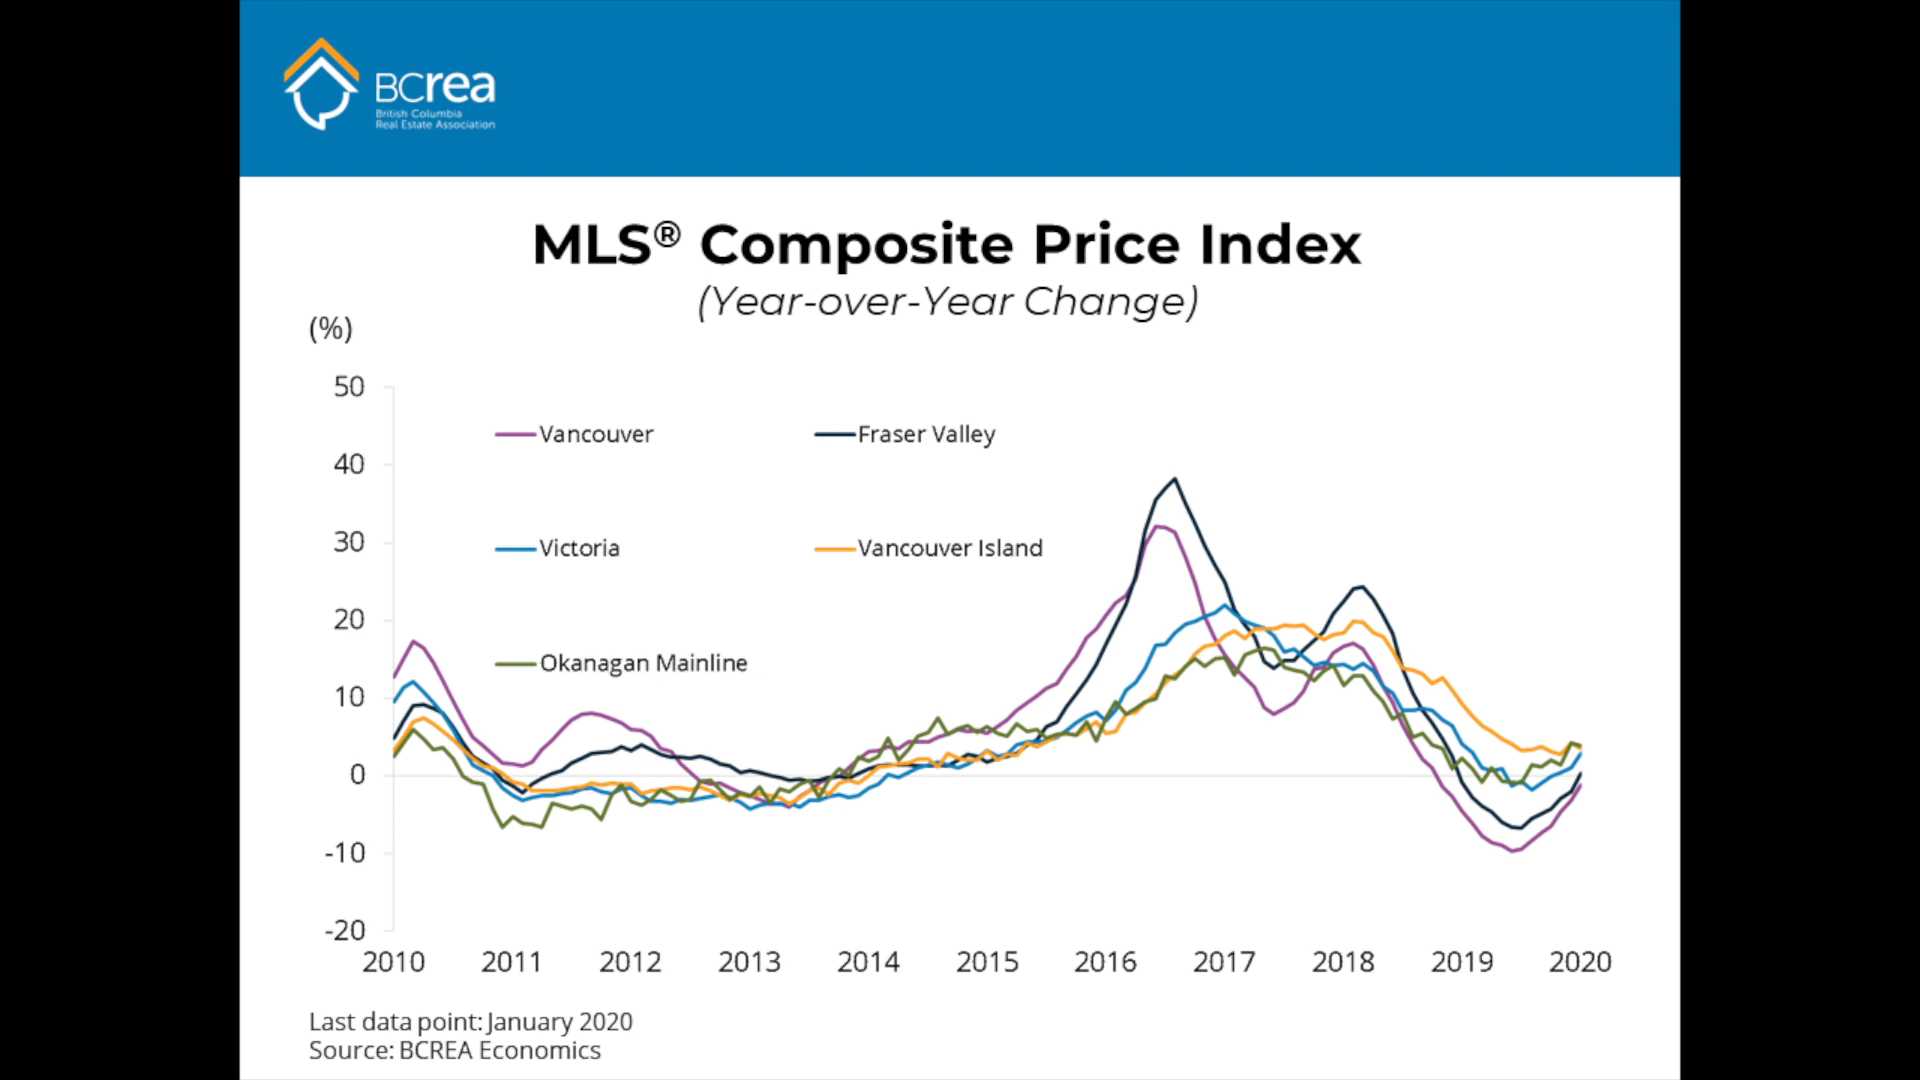 BCrea
British Columbia
Real Estate Association
MLS® Composite Price Index
(Year-over-Year Change)
(%)
50
Vancouver
Fraser Valley
40
30
Victoria
Vancouver Island
20
Okanagan Mainline
10
0
-10
-20
2010 2011 2012 2013 2014 2015 2016 2017 2018 2019 2020
Last data point: January 2020
Source: BCREA Economics